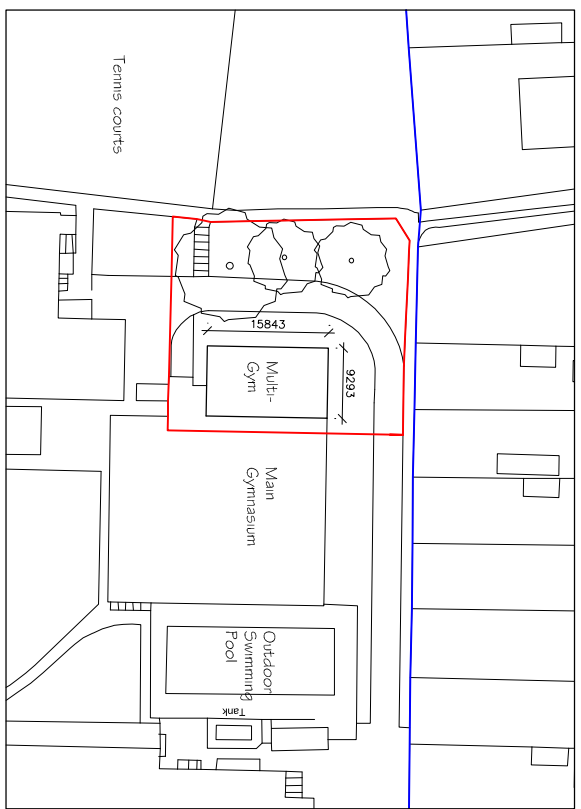 Tennis courts
15843
9293
Multi-
Gym
Main
Gymnasium
Outdoor
Swimming
Pool
Tank